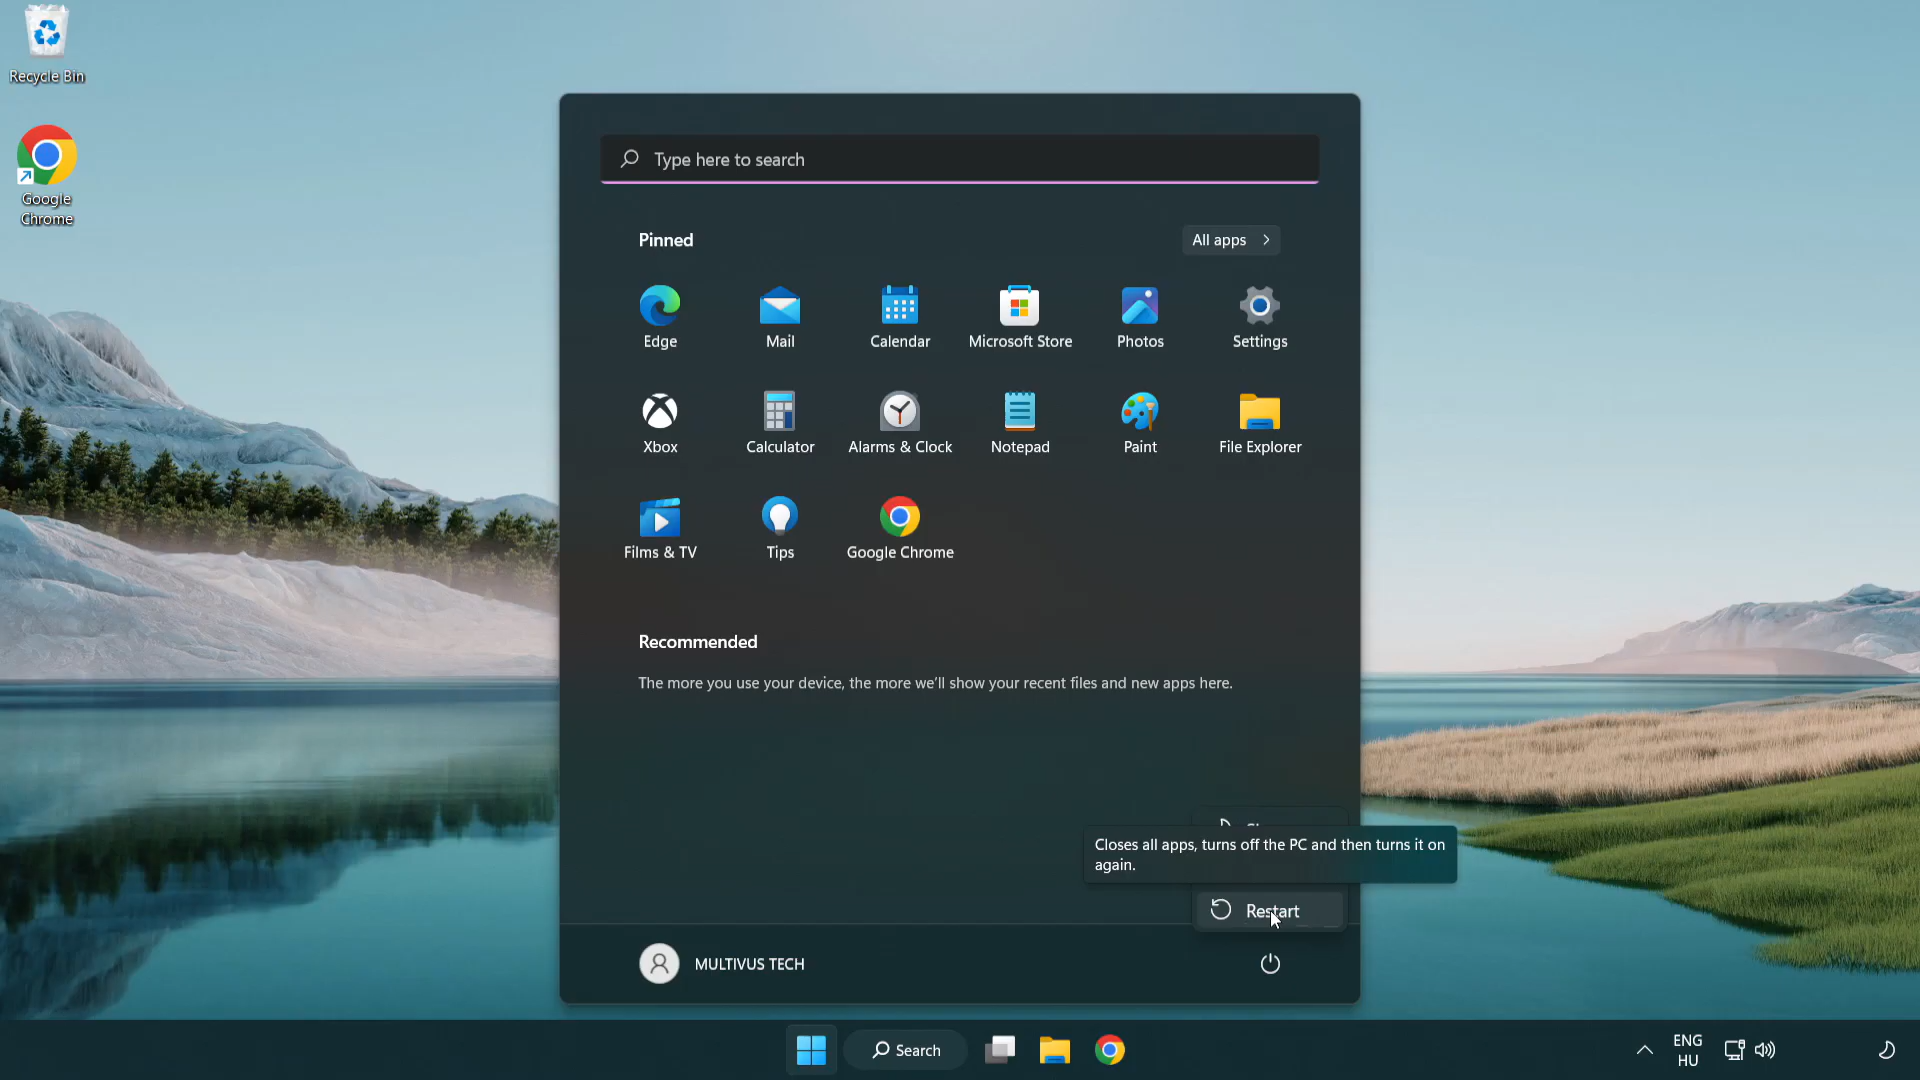 Recycle Bin
Google
Chrome
Type here to search
Pinned
All apps
Edge
Mail
Calendar
Microsoft Store
Photos
Settings
Xbox
Calculator
Alarms & Clock
Notepad
Paint
File Explorer
Films & TV
Tips
Google Chrome
Recommended
The more you use your device, the more we'll show your recent files and new apps here.
Closes all apps, turns off the PC and then turns it on
again.
Restart
MULTIVUS TECH
Search
ENG
HU